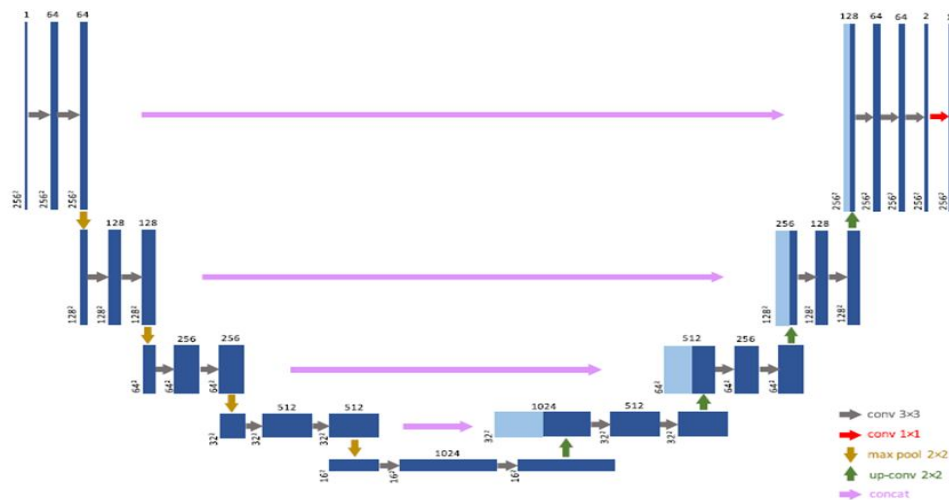 1 64 64
128 64 64 2 1
256² 256² 256²
256² 256² 256² 256² 256²
128 128
256 128
128² 128² 128²
128² 128² 128²
256 256
512 256
64² 64² 64²
64² 64² 64²
512 512
1024 512
32² 32² 32²
32² 32² 32²
1024
16² 16² 16²
conv 3×3
conv 1×1
max pool 2×2
up-conv 2×2
concat